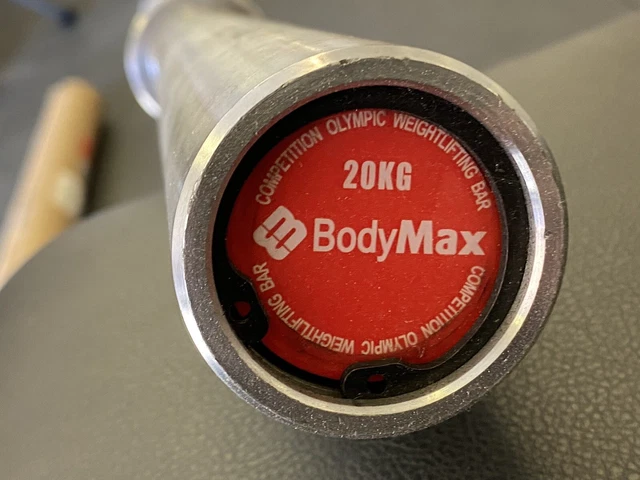 COMPETITION OLYMPIC WEIGHTLIFTING BAR
20KG
BodyMax
COMPETITION OLYMPIC WEIGHTLIFTING BAR